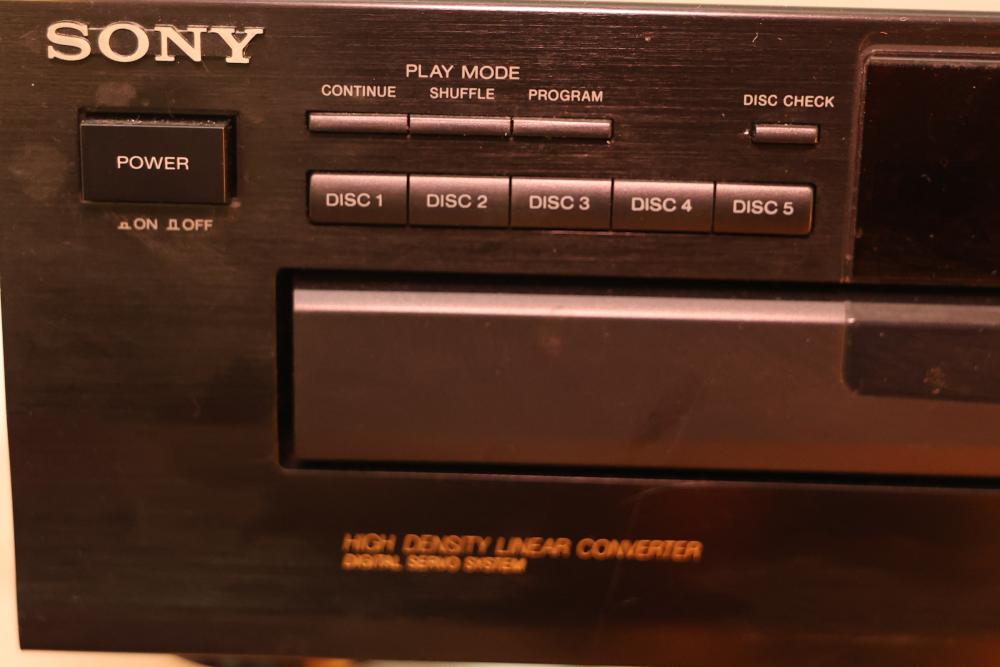 SONY
PLAY MODE
CONTINUE SHUFFLE PROGRAM
DISC CHECK
POWER
DISC 1 DISC 2 DISC 3 DISC 4 DISC 5
ON OFF
HIGH DENSITY LINEAR CONVERTER
DIGITAL SERVO SYSTEM